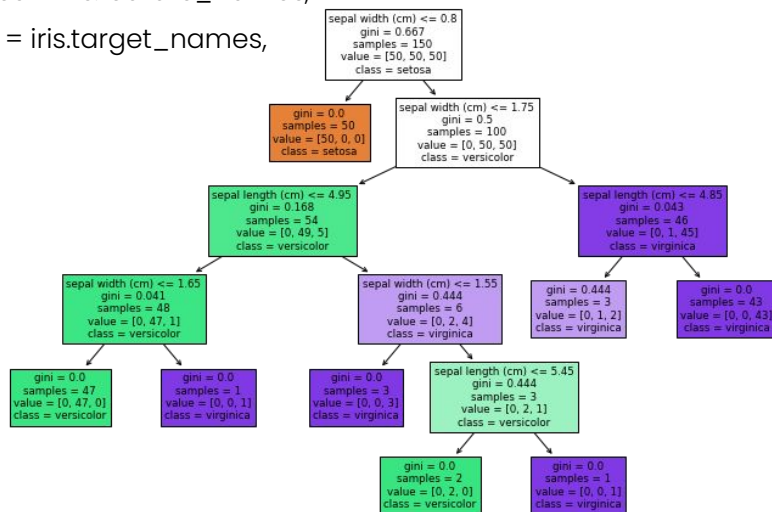 = iris.target_names,
sepal width (cm) <= 0.8
gini = 0.667
samples = 150
value = [50, 50, 50]
class = setosa
gini = 0.0
samples = 50
value = [50, 0, 0]
class = setosa
sepal width (cm) <= 1.75
gini = 0.5
samples = 100
value = [0, 50, 50]
class = versicolor
sepal length (cm) <= 4.95
gini = 0.168
samples = 54
value = [0, 49, 5]
class = versicolor
sepal length (cm) <= 4.85
gini = 0.043
samples = 46
value = [0, 1, 45]
class = virginica
sepal width (cm) <= 1.65
gini = 0.041
samples = 48
value = [0, 47, 1]
class = versicolor
sepal width (cm) <= 1.55
gini = 0.444
samples = 6
value = [0, 2, 4]
class = virginica
gini = 0.444
samples = 3
value = [0, 1, 2]
class = virginica
gini = 0.0
samples = 43
value = [0, 0, 43]
class = virginica
gini = 0.0
samples = 47
value = [0, 47, 0]
class = versicolor
gini = 0.0
samples = 1
value = [0, 0, 1]
class = virginica
gini = 0.0
samples = 3
value = [0, 0, 3]
class = virginica
sepal length (cm) <= 5.45
gini = 0.444
samples = 3
value = [0, 2, 1]
class = versicolor
gini = 0.0
samples = 2
value = [0, 2, 0]
class = versicolor
gini = 0.0
samples = 1
value = [0, 0, 1]
class = virginica